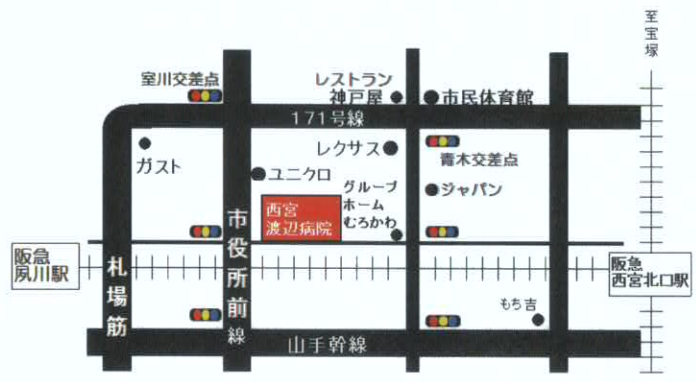 至宝塚
室川交差点
レストラン
神戸屋
市民体育館
171号線
レクサス
青木交差点
ガスト
ユニクロ
グループ
ホーム
むろかわ
ジャパン
西宮
渡辺病院
市役所前線
札場筋
阪急
夙川駅
阪急
西宮北口駅
もち吉
山手幹線